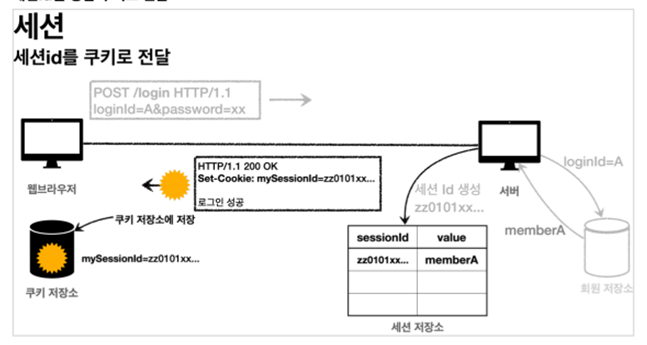 세션
세션id를 쿠키로 전달
POST /login HTTP/1.1
loginId=A&password=xx
웹브라우저
HTTP/1.1 200 OK
Set-Cookie: mySessionId=zz0101xx...
로그인 성공
서버
loginId=A
세션 Id 생성
zz0101xx...
memberA
쿠키 저장소에 저장
mySessionId=zz0101xx...
쿠키 저장소
sessionId value
zz0101xx... memberA
세션 저장소
회원 저장소